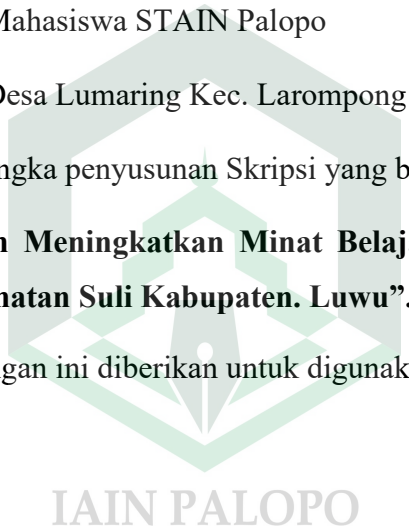 Mahasiswa STAIN Palopo
Desa Lumaring Kec. Larompong
ngka penyusunan Skripsi yang b
n Meningkatkan Minat Belaj
matan Suli Kabupaten. Luwu”.
ngan ini diberikan untuk digunak
IAIN PALOPO